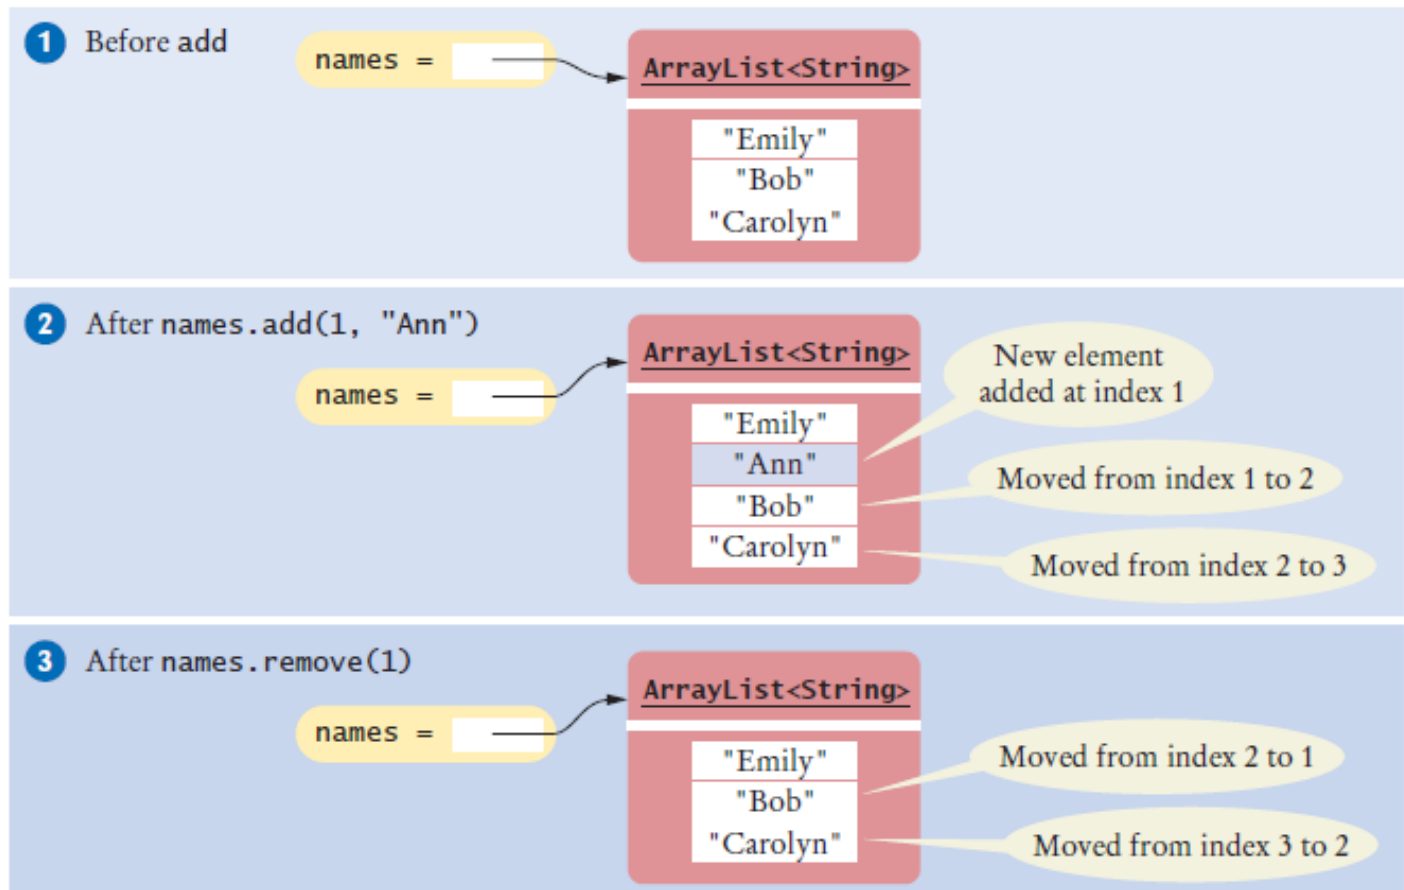 1 Before add
names =
ArrayList<String>
"Emily"
"Bob"
"Carolyn"
2 After names.add(1, "Ann")
names =
ArrayList<String>
"Emily"
"Ann"
"Bob"
"Carolyn"
New element
added at index 1
Moved from index 1 to 2
Moved from index 2 to 3
3 After names.remove(1)
names =
ArrayList<String>
"Emily"
"Bob"
"Carolyn"
Moved from index 2 to 1
Moved from index 3 to 2